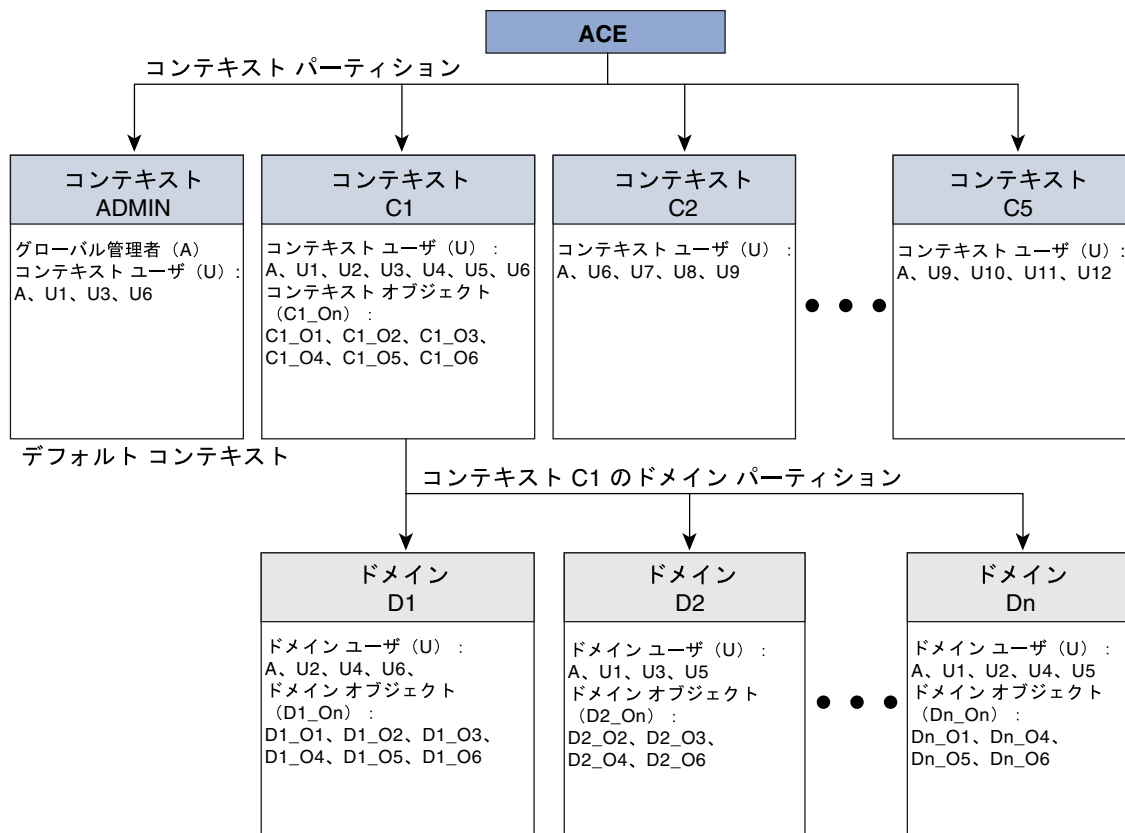 ACE
コンテキスト パーティション
コンテキスト
ADMIN
グローバル管理者（A）
コンテキスト ユーザ（U）:
A、U1、U3、U6
コンテキスト
C1
コンテキスト ユーザ（U）:
A、U1、U2、U3、U4、U5、U6
コンテキスト オブジェクト
（C1_On）:
C1_O1、C1_O2、C1_O3、
C1_O4、C1_O5、C1_O6
コンテキスト
C2
コンテキスト ユーザ（U）:
A、U6、U7、U8、U9
コンテキスト
C5
コンテキスト ユーザ（U）:
A、U9、U10、U11、U12
デフォルト コンテキスト
コンテキスト C1 のドメイン パーティション
ドメイン
D1
ドメイン ユーザ（U）:
A、U2、U4、U6、
ドメイン オブジェクト
（D1_On）:
D1_O1、D1_O2、D1_O3、
D1_O4、D1_O5、D1_O6
ドメイン
D2
ドメイン ユーザ（U）:
A、U1、U3、U5
ドメイン オブジェクト
（D2_On）:
D2_O2、D2_O3、
D2_O4、D2_O6
ドメイン
Dn
ドメイン ユーザ（U）:
A、U1、U2、U4、U5
ドメイン オブジェクト
（Dn_On）:
Dn_O1、Dn_O4、
Dn_O5、Dn_O6